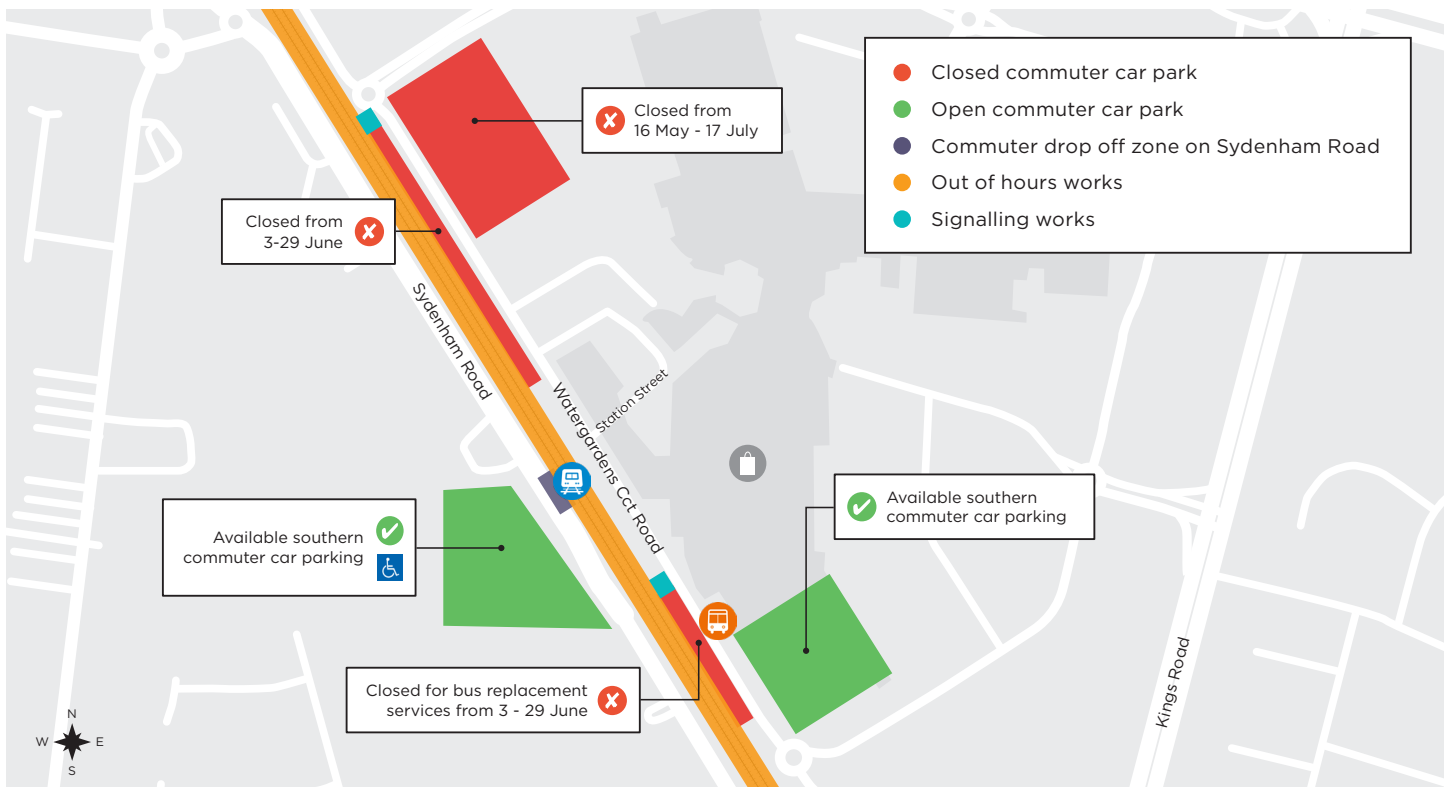 Closed commuter car park
Open commuter car park
Commuter drop off zone on Sydenham Road
Out of hours works
Signalling works
Closed from
16 May - 17 July
Closed from
3-29 June
Sydenham Road
Watergardens Cct Road
Station Street
Available southern
commuter car parking
Available southern
commuter car parking
Closed for bus replacement
services from 3 - 29 June
Kings Road
N
W
E
S